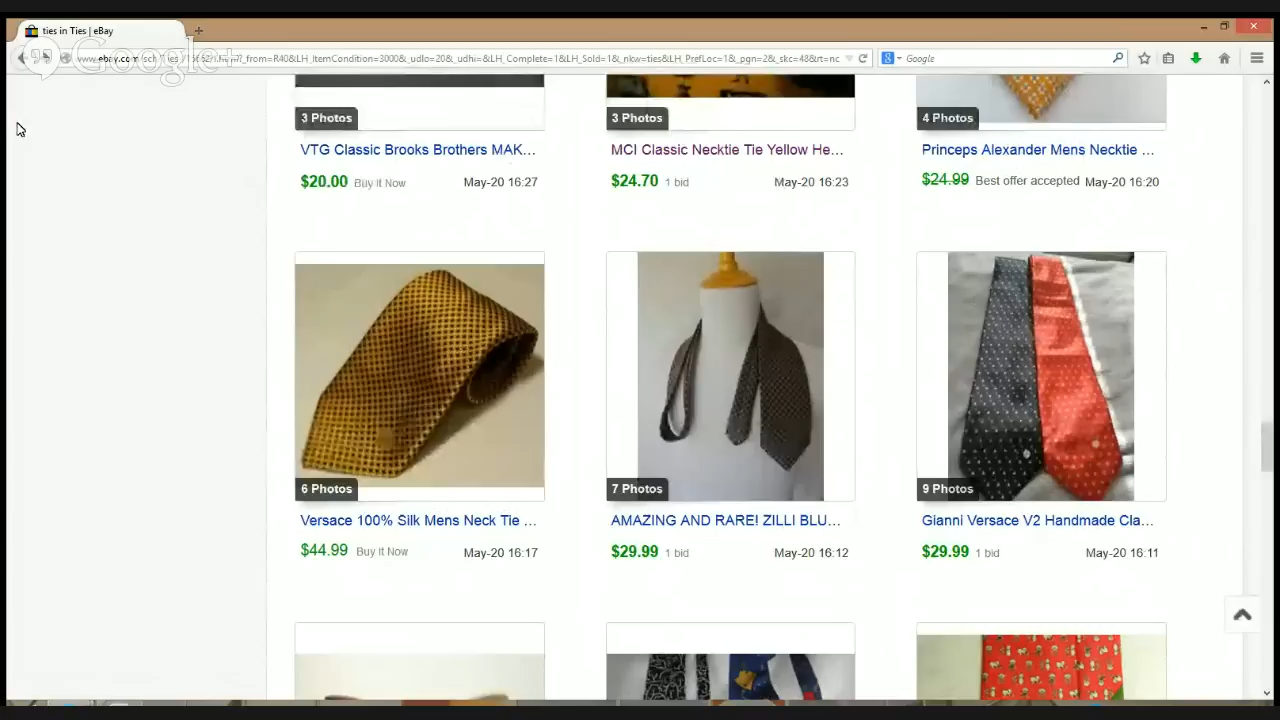 ties in Ties | eBay
Google+
_from=R40&LH_ItemCondition=3000&_udlo=20&_udhi=&LH_Complete=1&LH_Sold=1&_nkw=ties&LH_PrefLoc=1&_pgn=2&_skc=48&rt=nc
Google
3 Photos
3 Photos
4 Photos
VTG Classic Brooks Brothers MAK...
MCI Classic Necktie Tie Yellow He...
Princeps Alexander Mens Necktie ...
$20.00 Buy It Now May-20 16:27
$24.70 1 bid May-20 16:23
$24.99 Best offer accepted May-20 16:20
6 Photos
7 Photos
9 Photos
Versace 100% Silk Mens Neck Tie ...
AMAZING AND RARE! ZILLI BLU...
Gianni Versace V2 Handmade Cla...
$44.99 Buy It Now May-20 16:17
$29.99 1 bid May-20 16:12
$29.99 1 bid May-20 16:11